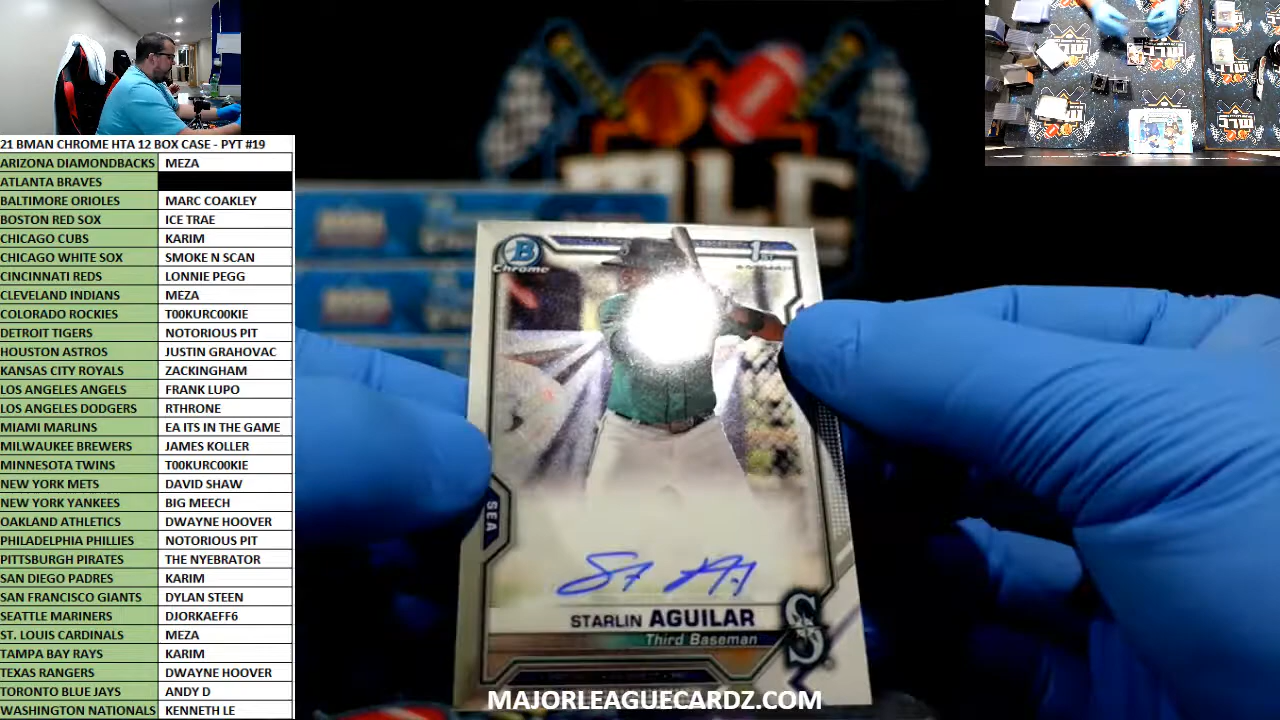 21 BMAN CHROME HTA 12 BOX CASE - PYT #19
ARIZONA DIAMONDBACKS MEZA
ATLANTA BRAVES
BALTIMORE ORIOLES MARC COAKLEY
BOSTON RED SOX ICE TRAE
CHICAGO CUBS KARIM
CHICAGO WHITE SOX SMOKE N SCAN
CINCINNATI REDS LONNIE PEGG
CLEVELAND INDIANS MEZA
COLORADO ROCKIES T00KURC00KIE
DETROIT TIGERS NOTORIOUS PIT
HOUSTON ASTROS JUSTIN GRAHOVAC
KANSAS CITY ROYALS ZACKINGHAM
LOS ANGELES ANGELS FRANK LUPO
LOS ANGELES DODGERS RTHRONE
MIAMI MARLINS EA ITS IN THE GAME
MILWAUKEE BREWERS JAMES KOLLER
MINNESOTA TWINS T00KURC00KIE
NEW YORK METS DAVID SHAW
NEW YORK YANKEES BIG MEECH
OAKLAND ATHLETICS DWAYNE HOOVER
PHILADELPHIA PHILLIES NOTORIOUS PIT
PITTSBURGH PIRATES THE NYEBRATOR
SAN DIEGO PADRES KARIM
SAN FRANCISCO GIANTS DYLAN STEEN
SEATTLE MARINERS DJORKAEFF6
ST. LOUIS CARDINALS MEZA
TAMPA BAY RAYS KARIM
TEXAS RANGERS DWAYNE HOOVER
TORONTO BLUE JAYS ANDY D
WASHINGTON NATIONALS KENNETH LE
MLC
B
Chrome
1ST
SEA
STARLIN AGUILAR
Third Baseman
S
MAJORLEAGUECARDZ.COM